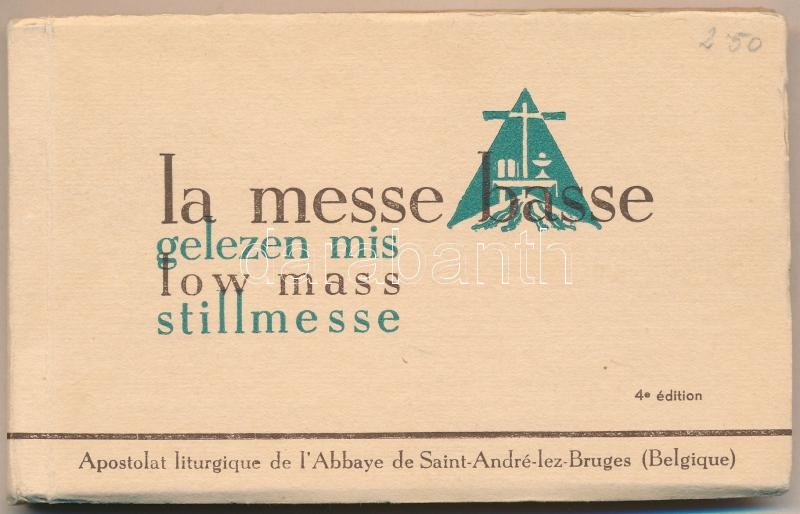 2 50
la messe basse
gelezen mis
low mass
stillmesse
darabanth
4e édition
Apostolat liturgique de l'Abbaye de Saint-André-lez-Bruges (Belgique)